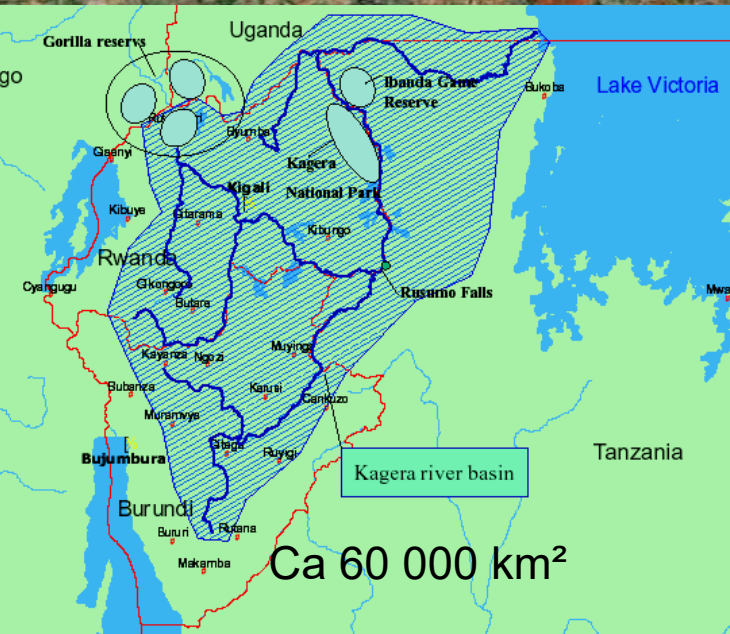 Uganda
Gorilla reservs
go
Ibanda Game
Reserve
Bukoba
Lake Victoria
Byumba
Gisenyi
Kagera
National Park
Kigali
Kibuye
Gitarama
Kibungo
Rwanda
Cyangugu
Gikongoro
Butare
Rusumo Falls
Mwa
Kayanza
Ngozi
Muyinga
Bubanza
Karuzi
Cankuzo
Muramvya
Gitega
Ruyigi
Bujumbura
Kagera river basin
Tanzania
Burundi
Bururi
Rutana
Makamba
Ca 60 000 km²